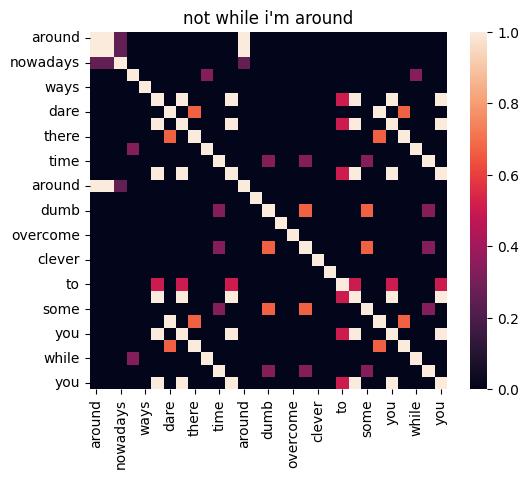 not while i'm around
around
nowadays
ways
dare
there
time
around
dumb
overcome
clever
to
some
you
while
you
around
nowadays
ways
dare
there
time
around
dumb
overcome
clever
to
some
you
while
you
1.0
0.8
0.6
0.4
0.2
0.0